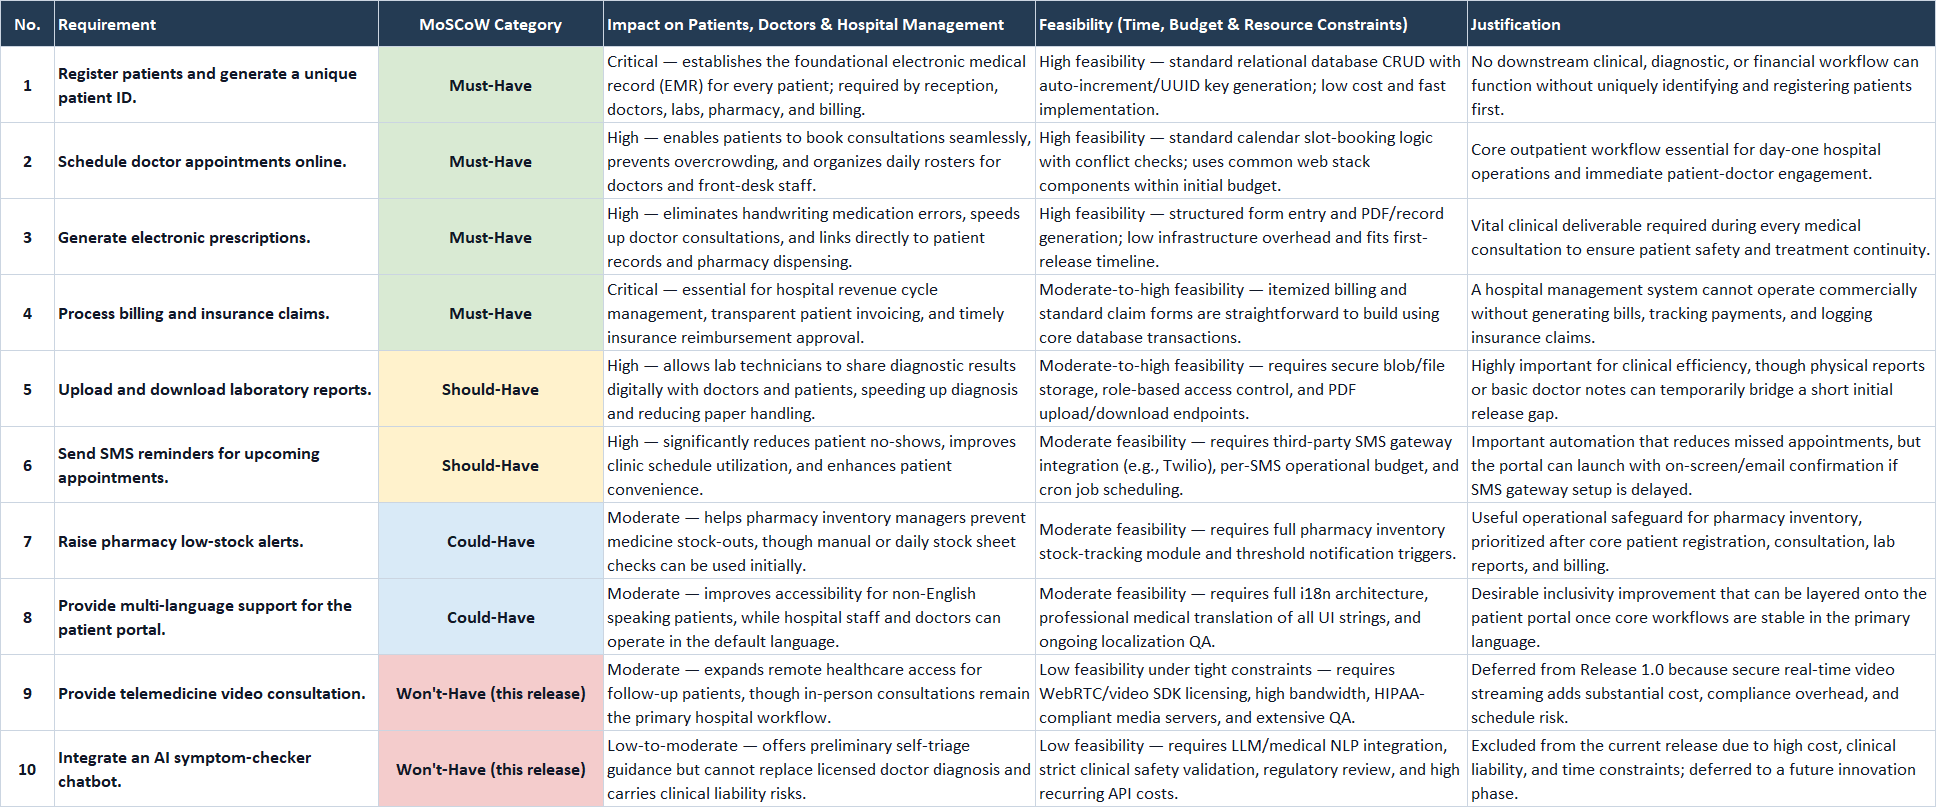 No.
Requirement
MoSCoW Category
Impact on Patients, Doctors & Hospital Management
Feasibility (Time, Budget & Resource Constraints)
Justification
1
Register patients and generate a unique
patient ID.
Must-Have
Critical — establishes the foundational electronic medical
record (EMR) for every patient; required by reception,
doctors, labs, pharmacy, and billing.
High feasibility — standard relational database CRUD with
auto-increment/UUID key generation; low cost and fast
implementation.
No downstream clinical, diagnostic, or financial workflow can
function without uniquely identifying and registering patients
first.
2
Schedule doctor appointments online.
Must-Have
High — enables patients to book consultations seamlessly,
prevents overcrowding, and organizes daily rosters for
doctors and front-desk staff.
High feasibility — standard calendar slot-booking logic
with conflict checks; uses common web stack
components within initial budget.
Core outpatient workflow essential for day-one hospital
operations and immediate patient-doctor engagement.
3
Generate electronic prescriptions.
Must-Have
High — eliminates handwriting medication errors, speeds
up doctor consultations, and links directly to patient
records and pharmacy dispensing.
High feasibility — structured form entry and PDF/record
generation; low infrastructure overhead and fits first-
release timeline.
Vital clinical deliverable required during every medical
consultation to ensure patient safety and treatment continuity.
4
Process billing and insurance claims.
Must-Have
Critical — essential for hospital revenue cycle
management, transparent patient invoicing, and timely
insurance reimbursement approval.
Moderate-to-high feasibility — itemized billing and
standard claim forms are straightforward to build using
core database transactions.
A hospital management system cannot operate commercially
without generating bills, tracking payments, and logging
insurance claims.
5
Upload and download laboratory reports.
Should-Have
High — allows lab technicians to share diagnostic results
digitally with doctors and patients, speeding up diagnosis
and reducing paper handling.
Moderate-to-high feasibility — requires secure blob/file
storage, role-based access control, and PDF
upload/download endpoints.
Highly important for clinical efficiency, though physical reports
or basic doctor notes can temporarily bridge a short initial
release gap.
6
Send SMS reminders for upcoming
appointments.
Should-Have
High — significantly reduces patient no-shows, improves
clinic schedule utilization, and enhances patient
convenience.
Moderate feasibility — requires third-party SMS gateway
integration (e.g., Twilio), per-SMS operational budget, and
cron job scheduling.
Important automation that reduces missed appointments, but
the portal can launch with on-screen/email confirmation if
SMS gateway setup is delayed.
7
Raise pharmacy low-stock alerts.
Could-Have
Moderate — helps pharmacy inventory managers prevent
medicine stock-outs, though manual or daily stock sheet
checks can be used initially.
Moderate feasibility — requires full pharmacy inventory
stock-tracking module and threshold notification triggers.
Useful operational safeguard for pharmacy inventory,
prioritized after core patient registration, consultation, lab
reports, and billing.
8
Provide multi-language support for the
patient portal.
Could-Have
Moderate — improves accessibility for non-English
speaking patients, while hospital staff and doctors can
operate in the default language.
Moderate feasibility — requires full i18n architecture,
professional medical translation of all UI strings, and
ongoing localization QA.
Desirable inclusivity improvement that can be layered onto the
patient portal once core workflows are stable in the primary
language.
9
Provide telemedicine video consultation.
Won't-Have (this release)
Moderate — expands remote healthcare access for
follow-up patients, though in-person consultations remain
the primary hospital workflow.
Low feasibility under tight constraints — requires
WebRTC/video SDK licensing, high bandwidth, HIPAA-
compliant media servers, and extensive QA.
Deferred from Release 1.0 because secure real-time video
streaming adds substantial cost, compliance overhead, and
schedule risk.
10
Integrate an AI symptom-checker
chatbot.
Won't-Have (this release)
Low-to-moderate — offers preliminary self-triage
guidance but cannot replace licensed doctor diagnosis and
carries clinical liability risks.
Low feasibility — requires LLM/medical NLP integration,
strict clinical safety validation, regulatory review, and high
recurring API costs.
Excluded from the current release due to high cost, clinical
liability, and time constraints; deferred to a future innovation
phase.